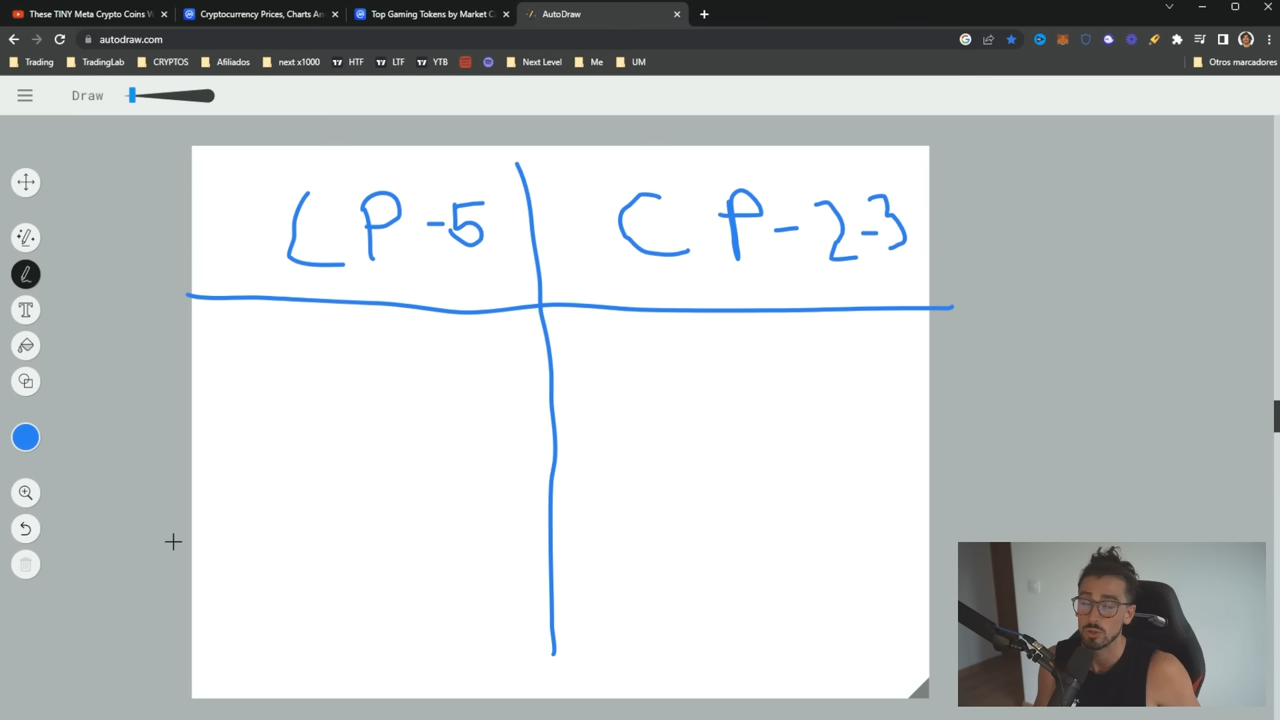 These TINY Meta Crypto Coins W
Cryptocurrency Prices, Charts An
Top Gaming Tokens by Market C
AutoDraw
autodraw.com
Trading
TradingLab
CRYPTOS
Afiliados
next x1000
HTF
LTF
YTB
Next Level
Me
UM
Otros marcadores
Draw
CP-5
CP-2-3